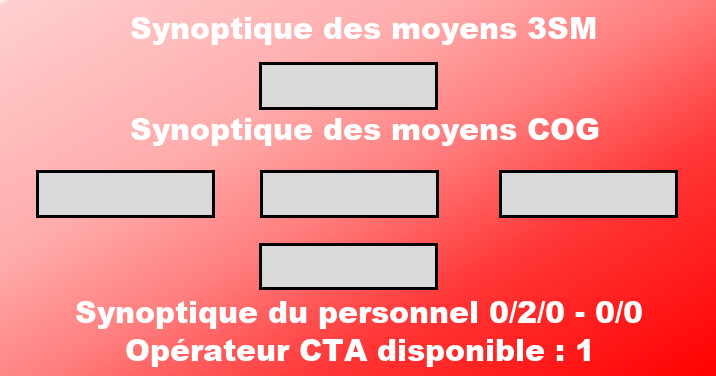 Synoptique des moyens 3SM
Synoptique des moyens COG
Synoptique du personnel 0/2/0 - 0/0
Opérateur CTA disponible : 1